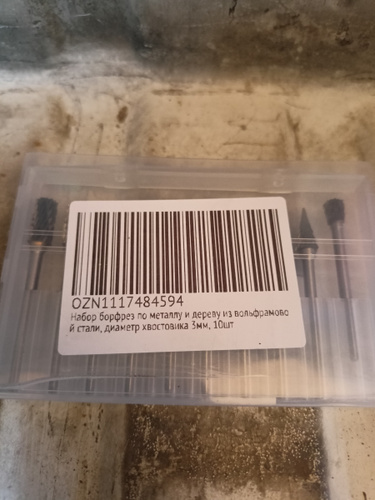 OZN1117484594
Набор борфрез по металлу и дереву из вольфрамово
й стали, диаметр хвостовика 3мм, 10шт